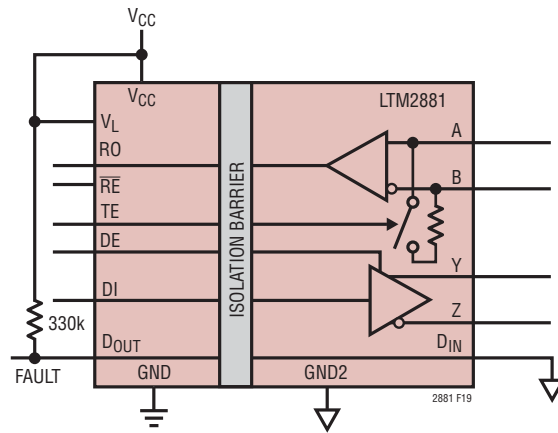 VCC
VCC
LTM2881
VL
A
RO
B
RE
TE
DE
ISOLATION BARRIER
Y
DI
Z
330k
DOUT
DIN
FAULT
GND
GND2
2881 F19